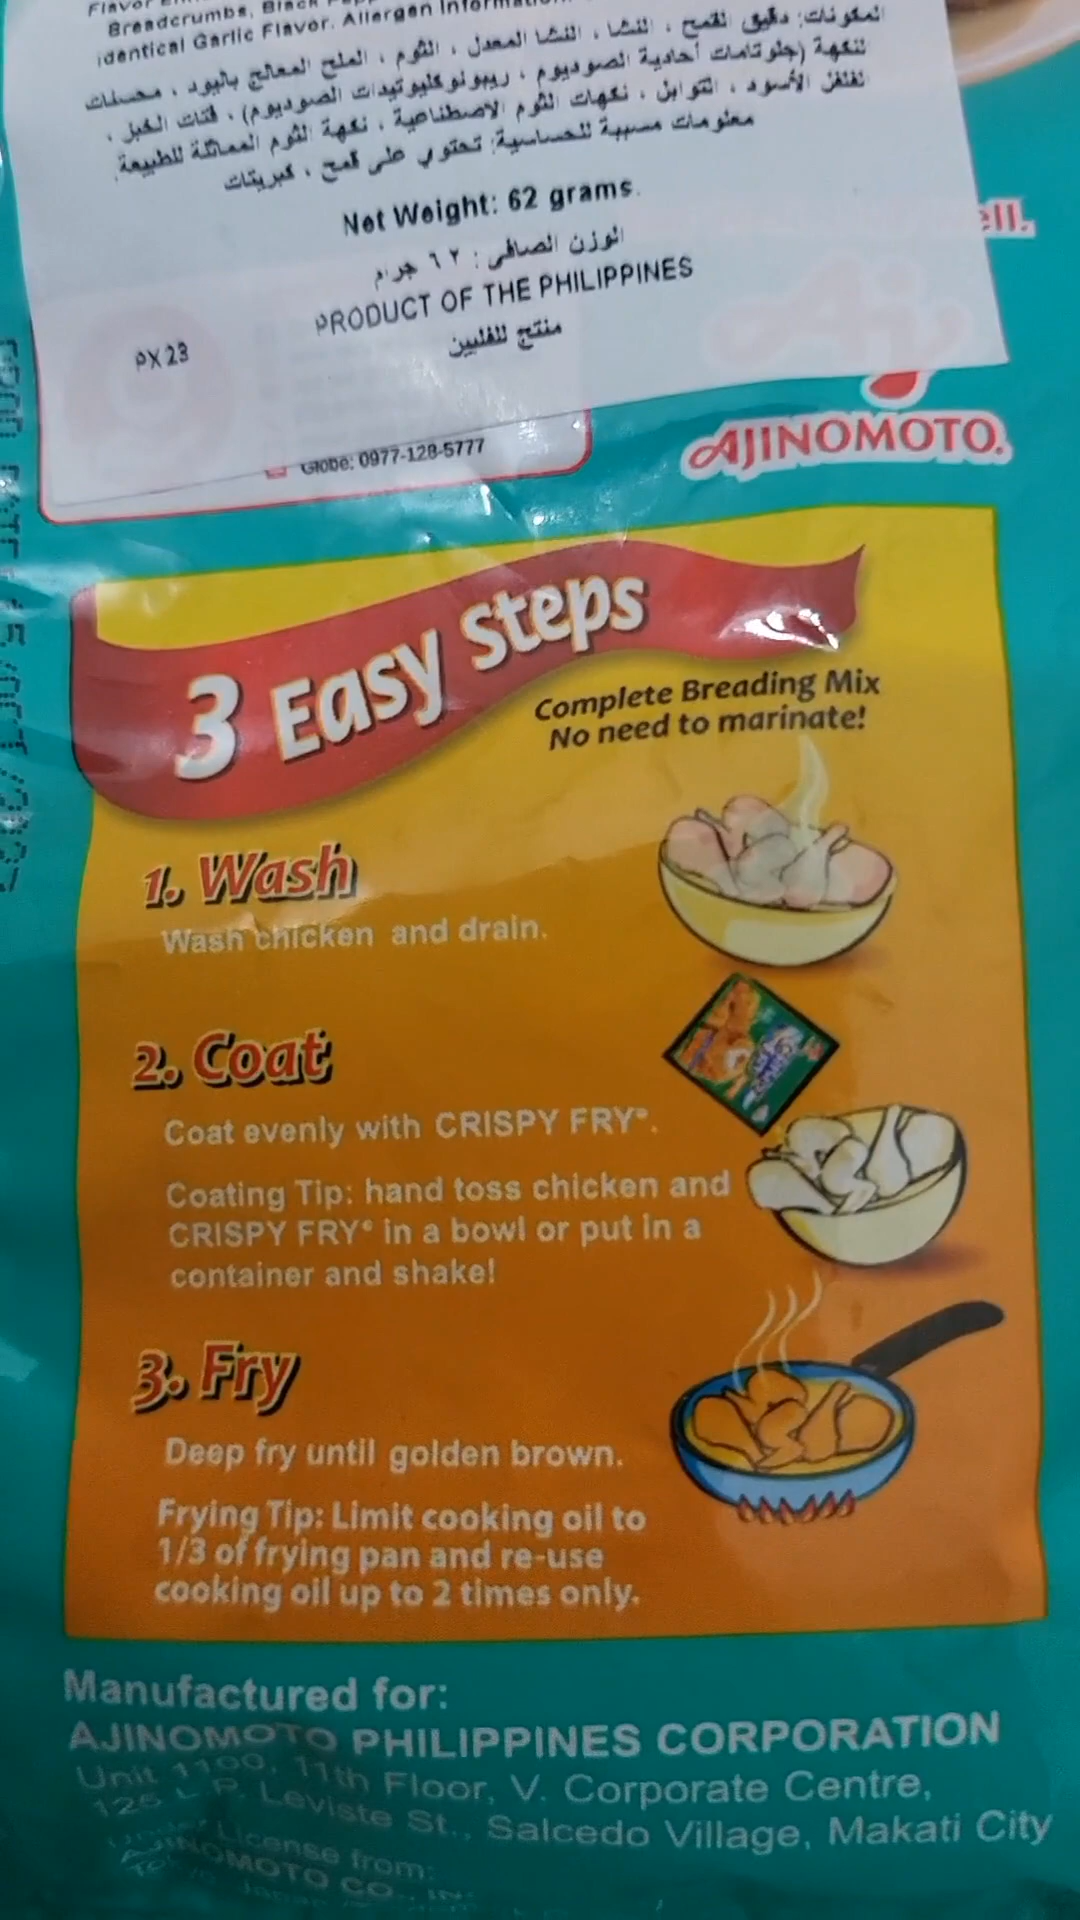 Breadcrumbs, Black
identical Garlic Flavor. Allergen Information
المكونات: دقيق القمح ، النشا ، النشا المعدل ، الثوم ، الملح المعالج باليود ، محسنات
لنكهة (جلوتامات أحادية الصوديوم ، ريبونوكليوتيدات الصوديوم) ، فتات الخبز ،
لفلفل الأسود ، التوابل ، نكهات الثوم الاصطناعية ، نكهة الثوم المماثلة للطبيعة.
معلومات مسببة للحساسية: تحتوي على قمح ، كبريتات
Net Weight: 62 grams.
الوزن الصافي : ٦٢ جرام
PRODUCT OF THE PHILIPPINES
منتج للفلبين
PX 23
ell.
Globe: 0977-128-5777
AJINOMOTO.
3 Easy Steps
Complete Breading Mix
No need to marinate!
1. Wash
Wash chicken and drain.
2. Coat
Coat evenly with CRISPY FRY®.
Coating Tip: hand toss chicken and
CRISPY FRY® in a bowl or put in a
container and shake!
3. Fry
Deep fry until golden brown.
Frying Tip: Limit cooking oil to
1/3 of frying pan and re-use
cooking oil up to 2 times only.
Manufactured for:
AJINOMOTO PHILIPPINES CORPORATION
Unit 1100, 11th Floor, V. Corporate Centre,
125 L.P. Leviste St., Salcedo Village, Makati City
Under License from:
AJINOMOTO CO., IN